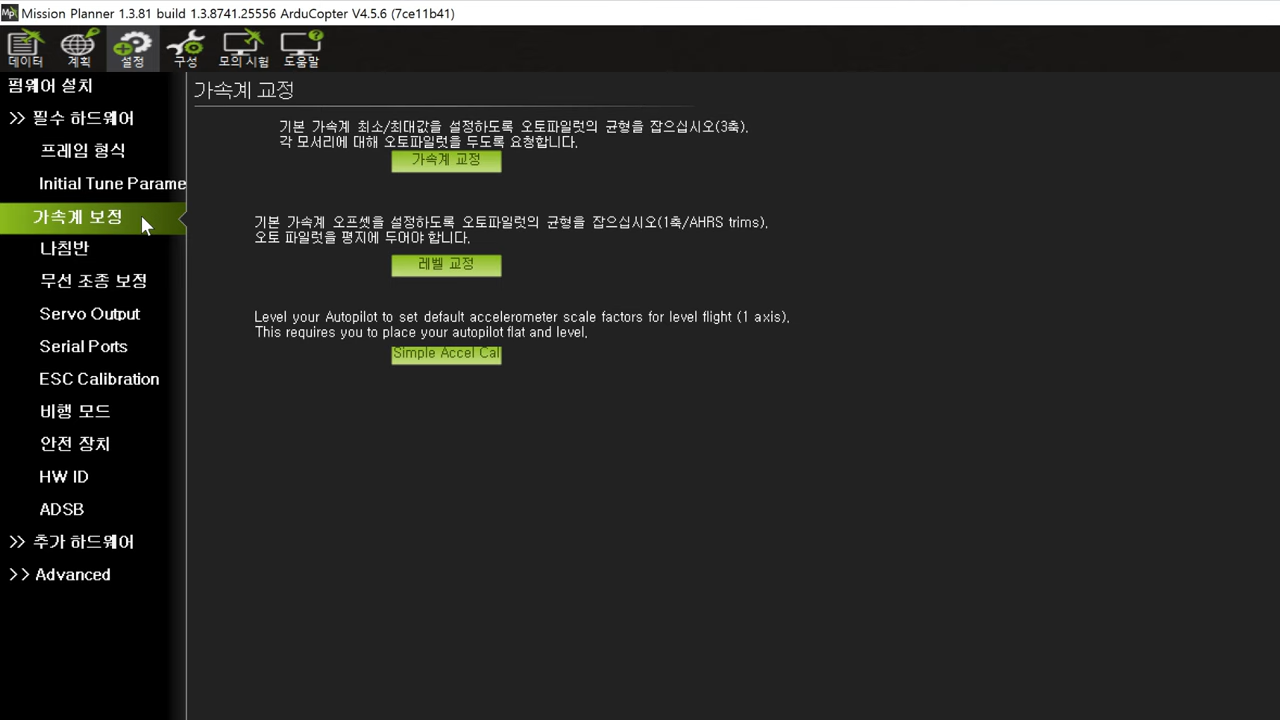 Mission Planner 1.3.81 build 1.3.8741.25556 ArduCopter V4.5.6 (7ce11b41)
데이터 계획 설정 구성 모의 시험 도움말
펌웨어 설치
>> 필수 하드웨어
프레임 형식
Initial Tune Parame
가속계 보정
나침반
무선 조종 보정
Servo Output
Serial Ports
ESC Calibration
비행 모드
안전 장치
HW ID
ADSB
>> 추가 하드웨어
>> Advanced
가속계 교정
기본 가속계 최소/최대값을 설정하도록 오토파일럿의 균형을 잡으십시오(3축).
각 모서리에 대해 오토파일럿을 두도록 요청합니다.
가속계 교정
기본 가속계 오프셋을 설정하도록 오토파일럿의 균형을 잡으십시오(1축/AHRS trims).
오토 파일럿을 평지에 두어야 합니다.
레벨 교정
Level your Autopilot to set default accelerometer scale factors for level flight (1 axis).
This requires you to place your autopilot flat and level.
Simple Accel Cal